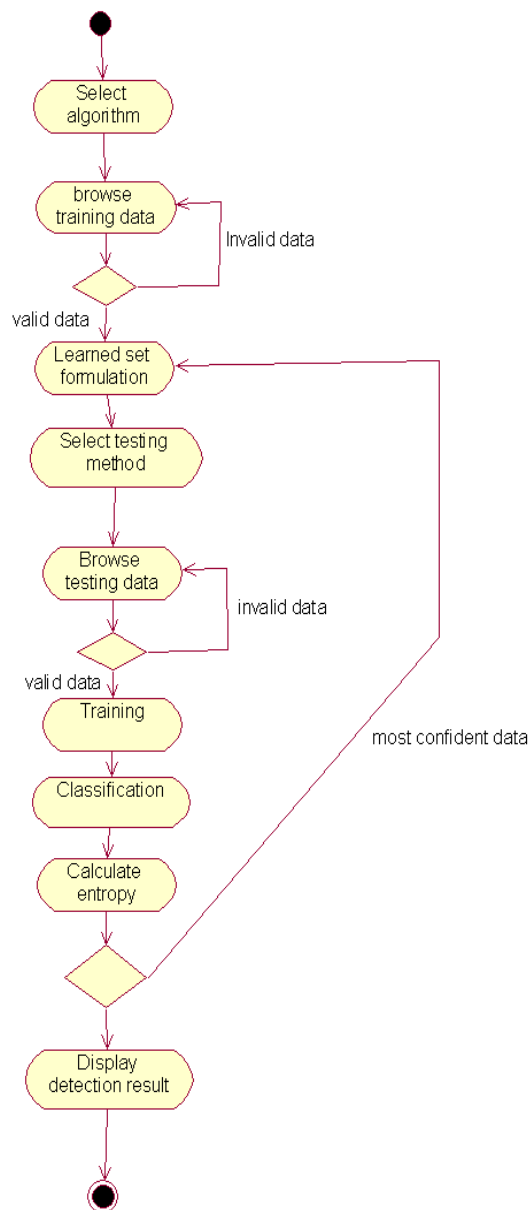 Select
algorithm
browse
training data
Invalid data
valid data
Learned set
formulation
Select testing
method
Browse
testing data
invalid data
valid data
Training
most confident data
Classification
Calculate
entropy
Display
detection result